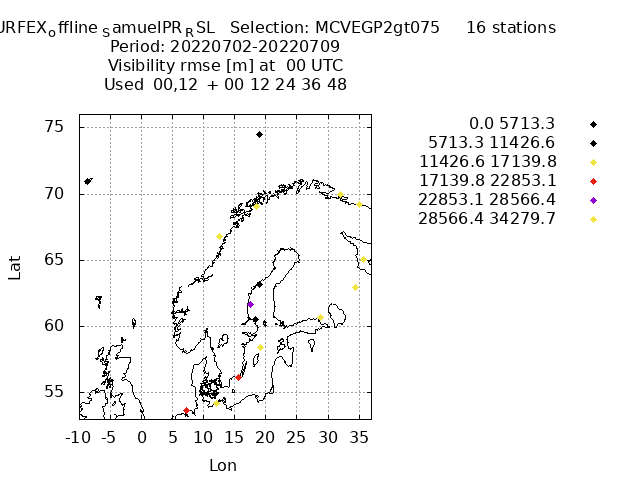 URFEXoffline SamuelPRRSL Selection: MCVEGP2gt075 16 stations
Period: 20220702-20220709
Visibility rmse [m] at 00 UTC
Used 00,12 + 00 12 24 36 48
0.0 5713.3
5713.3 11426.6
11426.6 17139.8
17139.8 22853.1
22853.1 28566.4
28566.4 34279.7
75
70
65
60
55
Lat
-10 -5 0 5 10 15 20 25 30 35
Lon